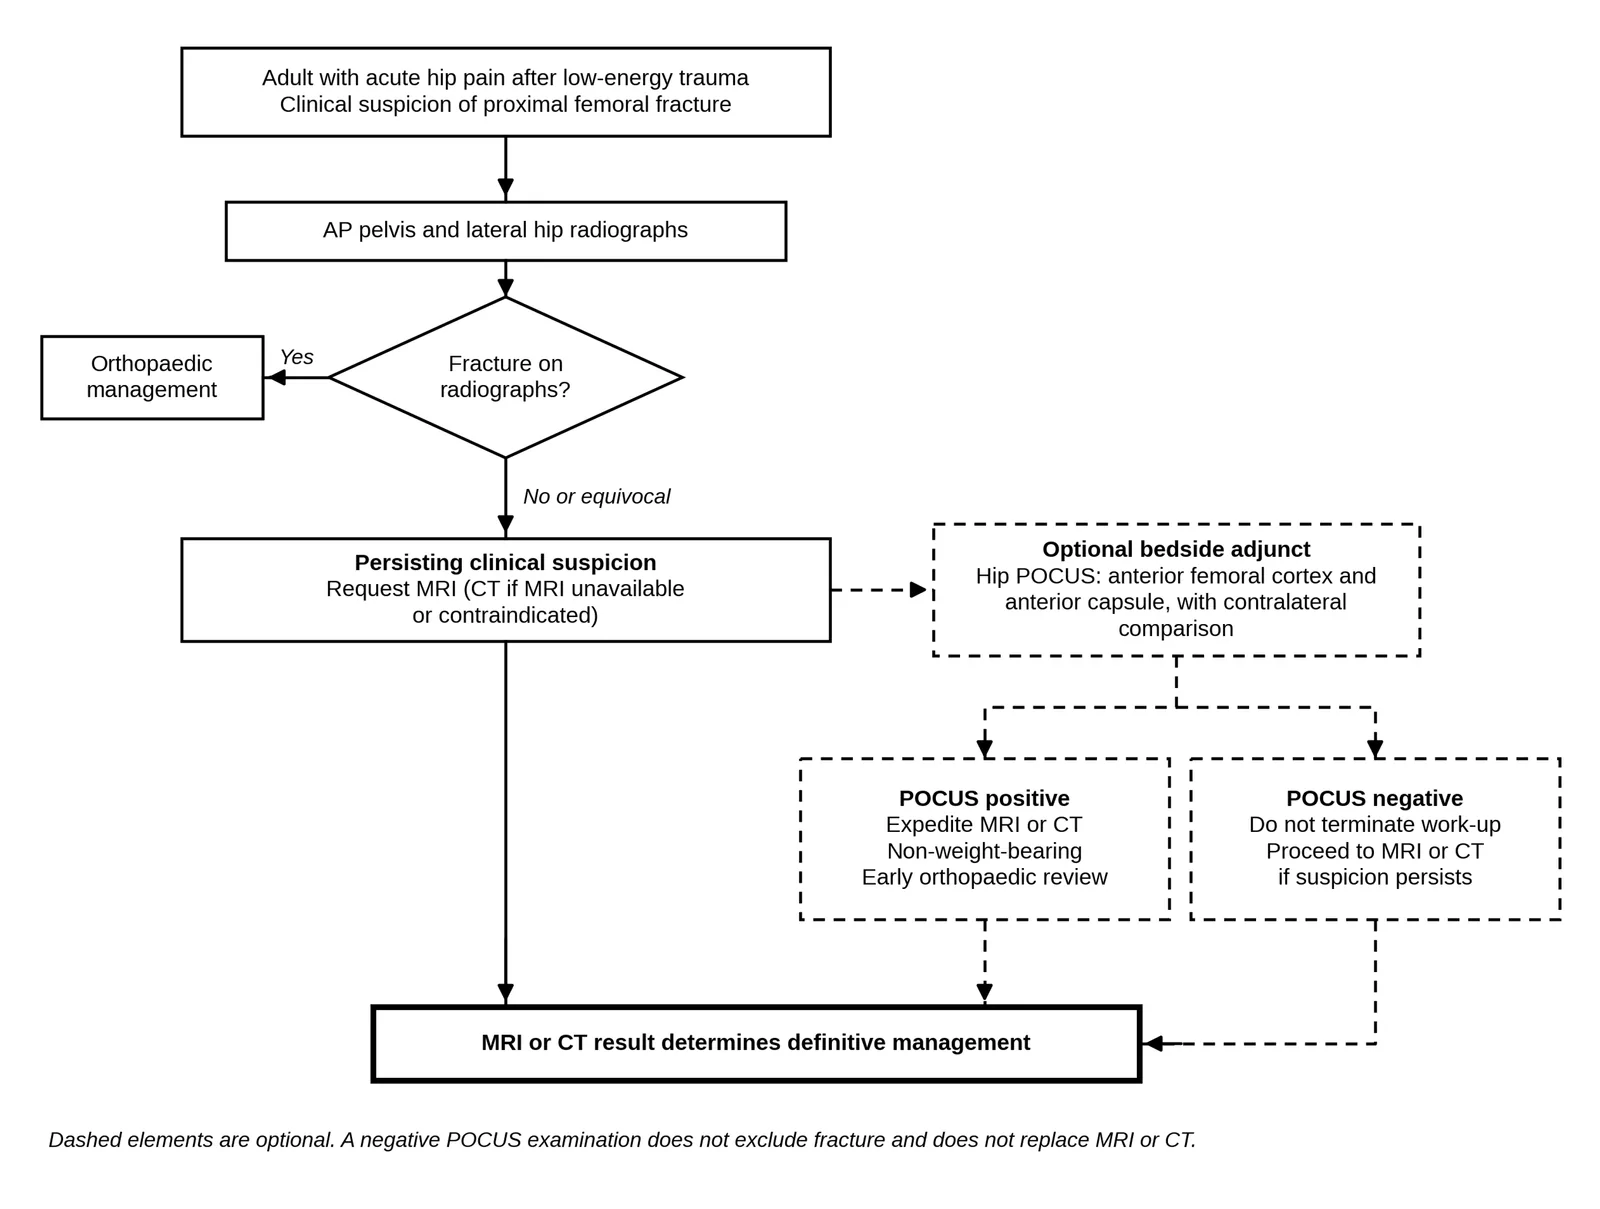 Adult with acute hip pain after low-energy trauma
Clinical suspicion of proximal femoral fracture
AP pelvis and lateral hip radiographs
Fracture on
radiographs?
Yes
Orthopaedic
management
No or equivocal
Persisting clinical suspicion
Request MRI (CT if MRI unavailable
or contraindicated)
Optional bedside adjunct
Hip POCUS: anterior femoral cortex and
anterior capsule, with contralateral
comparison
POCUS positive
Expedite MRI or CT
Non-weight-bearing
Early orthopaedic review
POCUS negative
Do not terminate work-up
Proceed to MRI or CT
if suspicion persists
MRI or CT result determines definitive management
Dashed elements are optional. A negative POCUS examination does not exclude fracture and does not replace MRI or CT.